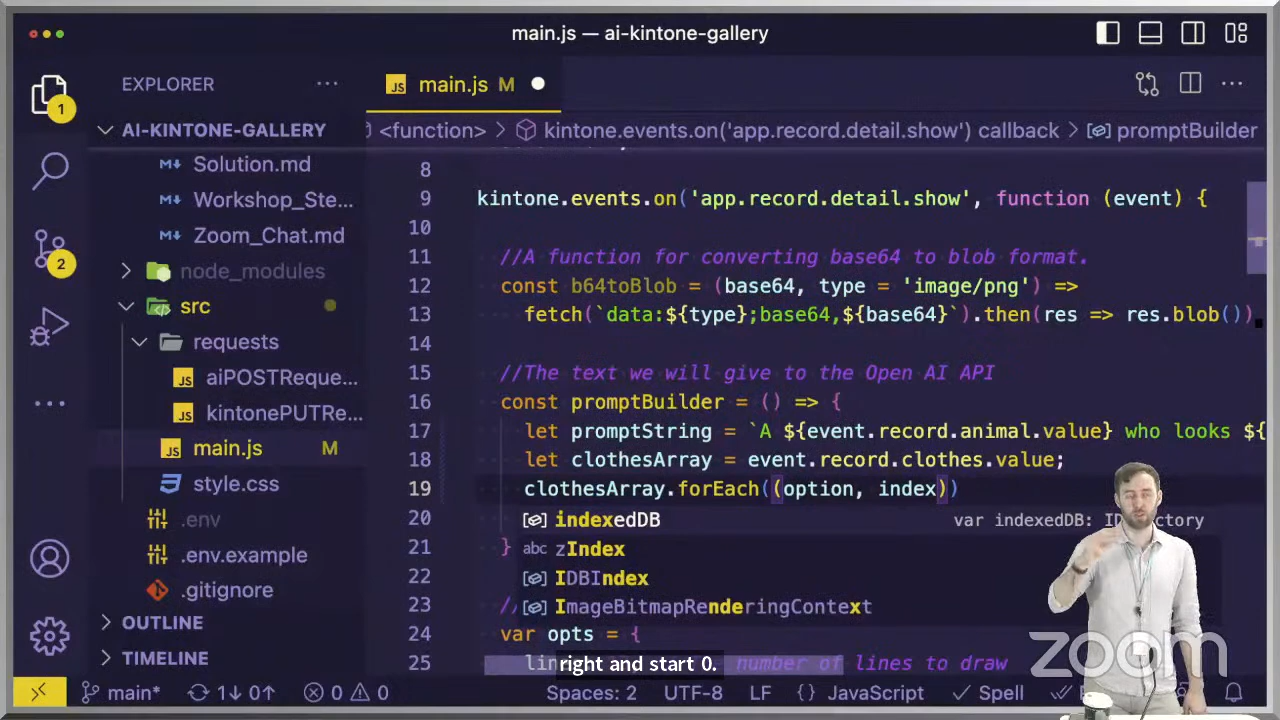 main.js — ai-kintone-gallery
EXPLORER
main.js M
1
AI-KINTONE-GALLERY
<function> > kintone.events.on('app.record.detail.show') callback > promptBuilder
Solution.md
Workshop_Ste...
Zoom_Chat.md
2
node_modules
src
requests
aiPOSTReque...
kintonePUTRe...
main.js M
style.css
.env
.env.example
.gitignore
OUTLINE
TIMELINE
8
9 kintone.events.on('app.record.detail.show', function (event) {
10
11 //A function for converting base64 to blob format.
12 const b64toBlob = (base64, type = 'image/png') =>
13 fetch(`data:${type};base64,${base64}`).then(res => res.blob())
14
15 //The text we will give to the Open AI API
16 const promptBuilder = () => {
17 let promptString = `A ${event.record.animal.value} who looks ${
18 let clothesArray = event.record.clothes.value;
19 clothesArray.forEach((option, index))
20 indexedDB
21 } abc zIndex
22 IDBIndex
23 // ImageBitmapRenderingContext
24 var opts = {
25 lin number of lines to draw
right and start 0.
zoom
main* 1↓ 0↑ 0 0 Spaces: 2 UTF-8 LF {} JavaScript Spell